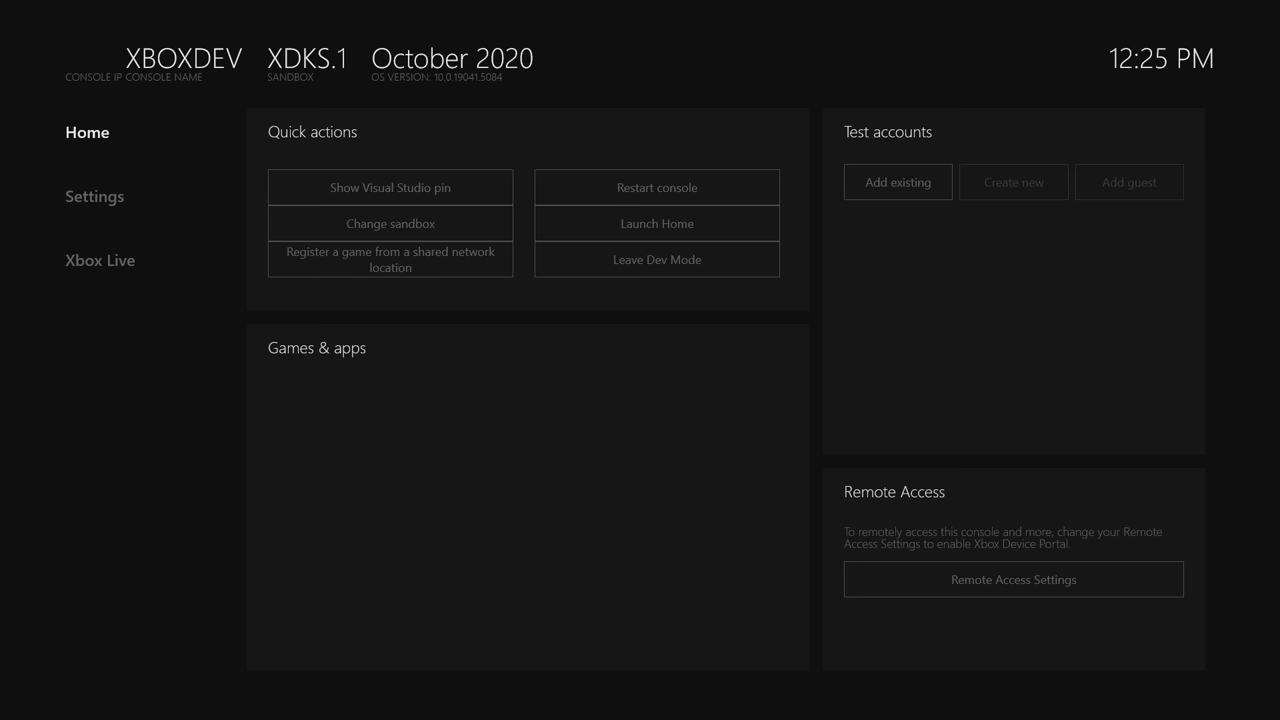 XBOXDEV XDKS.1 October 2020 12:25 PM
CONSOLE IP CONSOLE NAME SANDBOX OS VERSION: 10.0.19041.5084
Home
Settings
Xbox Live
Quick actions
Show Visual Studio pin
Change sandbox
Register a game from a shared network
location
Restart console
Launch Home
Leave Dev Mode
Games & apps
Test accounts
Add existing Create new Add guest
Remote Access
To remotely access this console and more, change your Remote
Access Settings to enable Xbox Device Portal.
Remote Access Settings